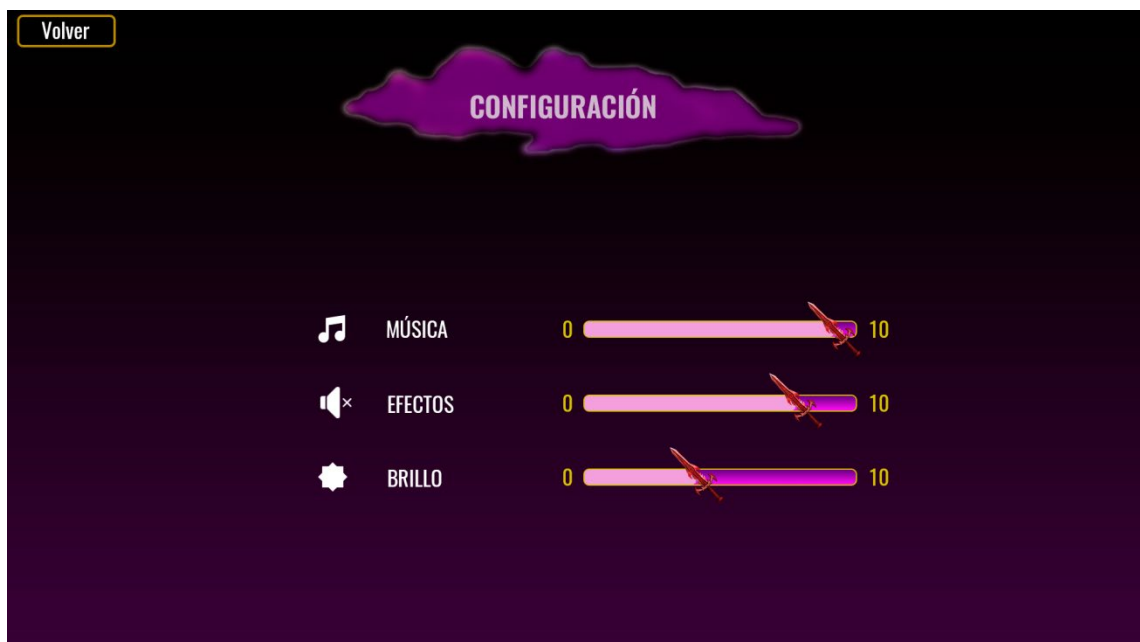 Volver
CONFIGURACIÓN
MÚSICA 0 10
EFECTOS 0 10
BRILLO 0 10